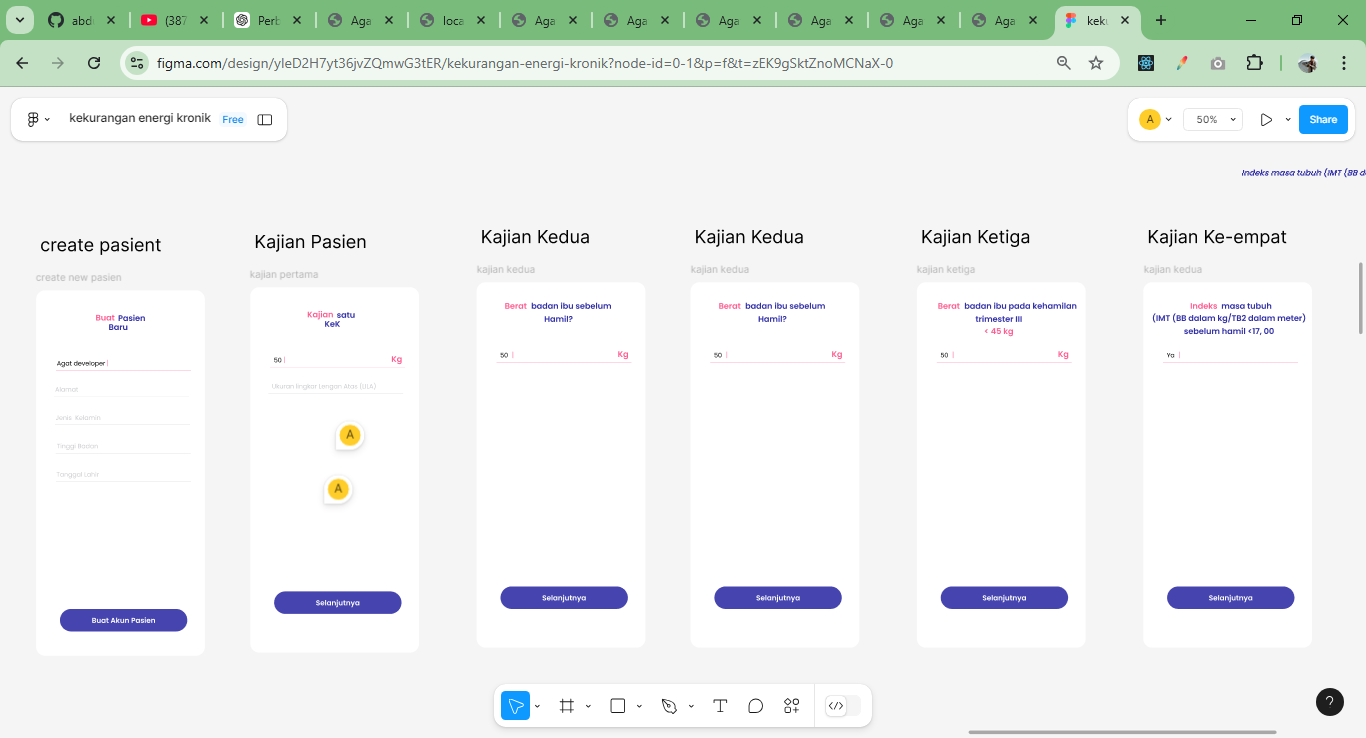 abdu
(387
Perb
Aga
loca
Aga
Aga
Aga
Aga
Aga
Aga
keku
figma.com/design/yleD2H7yt36jvZQmwG3tER/kekurangan-energi-kronik?node-id=0-1&p=f&t=zEK9gSktZnoMCNaX-0
kekurangan energi kronik Free
A
50%
Share
Indeks masa tubuh (IMT (BB da
create pasient
create new pasien
Buat Pasien
Baru
Agat developer |
Alamat
Jenis Kelamin
Tinggi Badan
Tanggal Lahir
Buat Akun Pasien
Kajian Pasien
kajian pertama
Kajian satu
KeK
50 | Kg
Ukuran lingkar Lengan Atas (LILA)
A
A
Selanjutnya
Kajian Kedua
kajian kedua
Berat badan ibu sebelum
Hamil?
50 | Kg
Selanjutnya
Kajian Kedua
kajian kedua
Berat badan ibu sebelum
Hamil?
50 | Kg
Selanjutnya
Kajian Ketiga
kajian ketiga
Berat badan ibu pada kehamilan
trimester III
< 45 kg
50 | Kg
Selanjutnya
Kajian Ke-empat
kajian kedua
Indeks masa tubuh
(IMT (BB dalam kg/TB2 dalam meter)
sebelum hamil <17, 00
Ya |
Selanjutnya
?